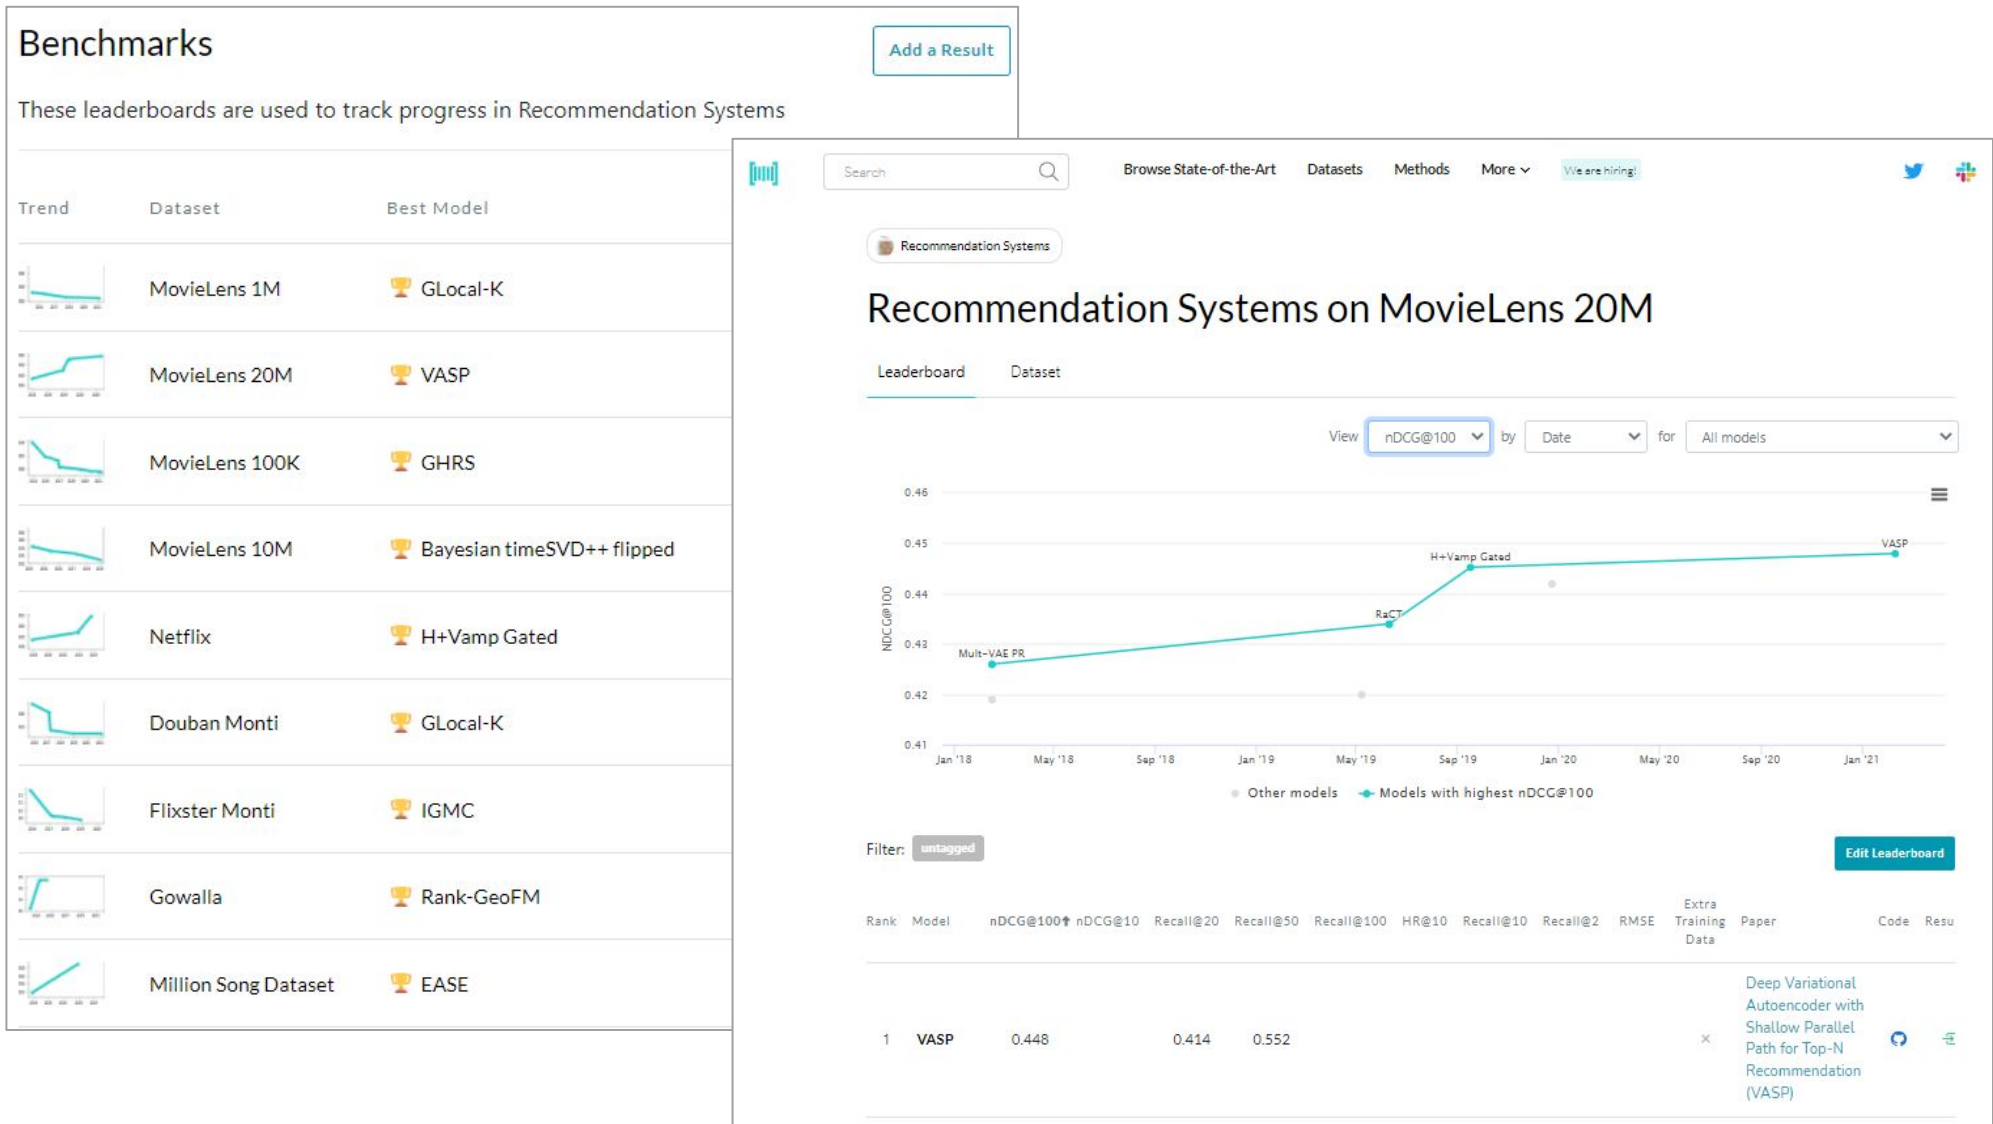 Benchmarks
Add a Result
These leaderboards are used to track progress in Recommendation Systems
Trend Dataset Best Model
MovieLens 1M GLocal-K
MovieLens 20M VASP
MovieLens 100K GHRS
MovieLens 10M Bayesian timeSVD++ flipped
Netflix H+Vamp Gated
Douban Monti GLocal-K
Flixster Monti IGMC
Gowalla Rank-GeoFM
Million Song Dataset EASE
Search Browse State-of-the-Art Datasets Methods More We are hiring!
Recommendation Systems
Recommendation Systems on MovieLens 20M
Leaderboard Dataset
View nDCG@100 by Date for All models
NDCG@100
0.46
0.45
0.44
0.43
0.42
0.41
Mult-VAE PR
RaCT
H+Vamp Gated
VASP
Jan '18 May '18 Sep '18 Jan '19 May '19 Sep '19 Jan '20 May '20 Sep '20 Jan '21
Other models Models with highest nDCG@100
Filter: untagged
Edit Leaderboard
Rank Model nDCG@100 nDCG@10 Recall@20 Recall@50 Recall@100 HR@10 Recall@10 Recall@2 RMSE Extra Training Data Paper Code Resu
1 VASP 0.448 0.414 0.552 ×
Deep Variational
Autoencoder with
Shallow Parallel
Path for Top-N
Recommendation
(VASP)